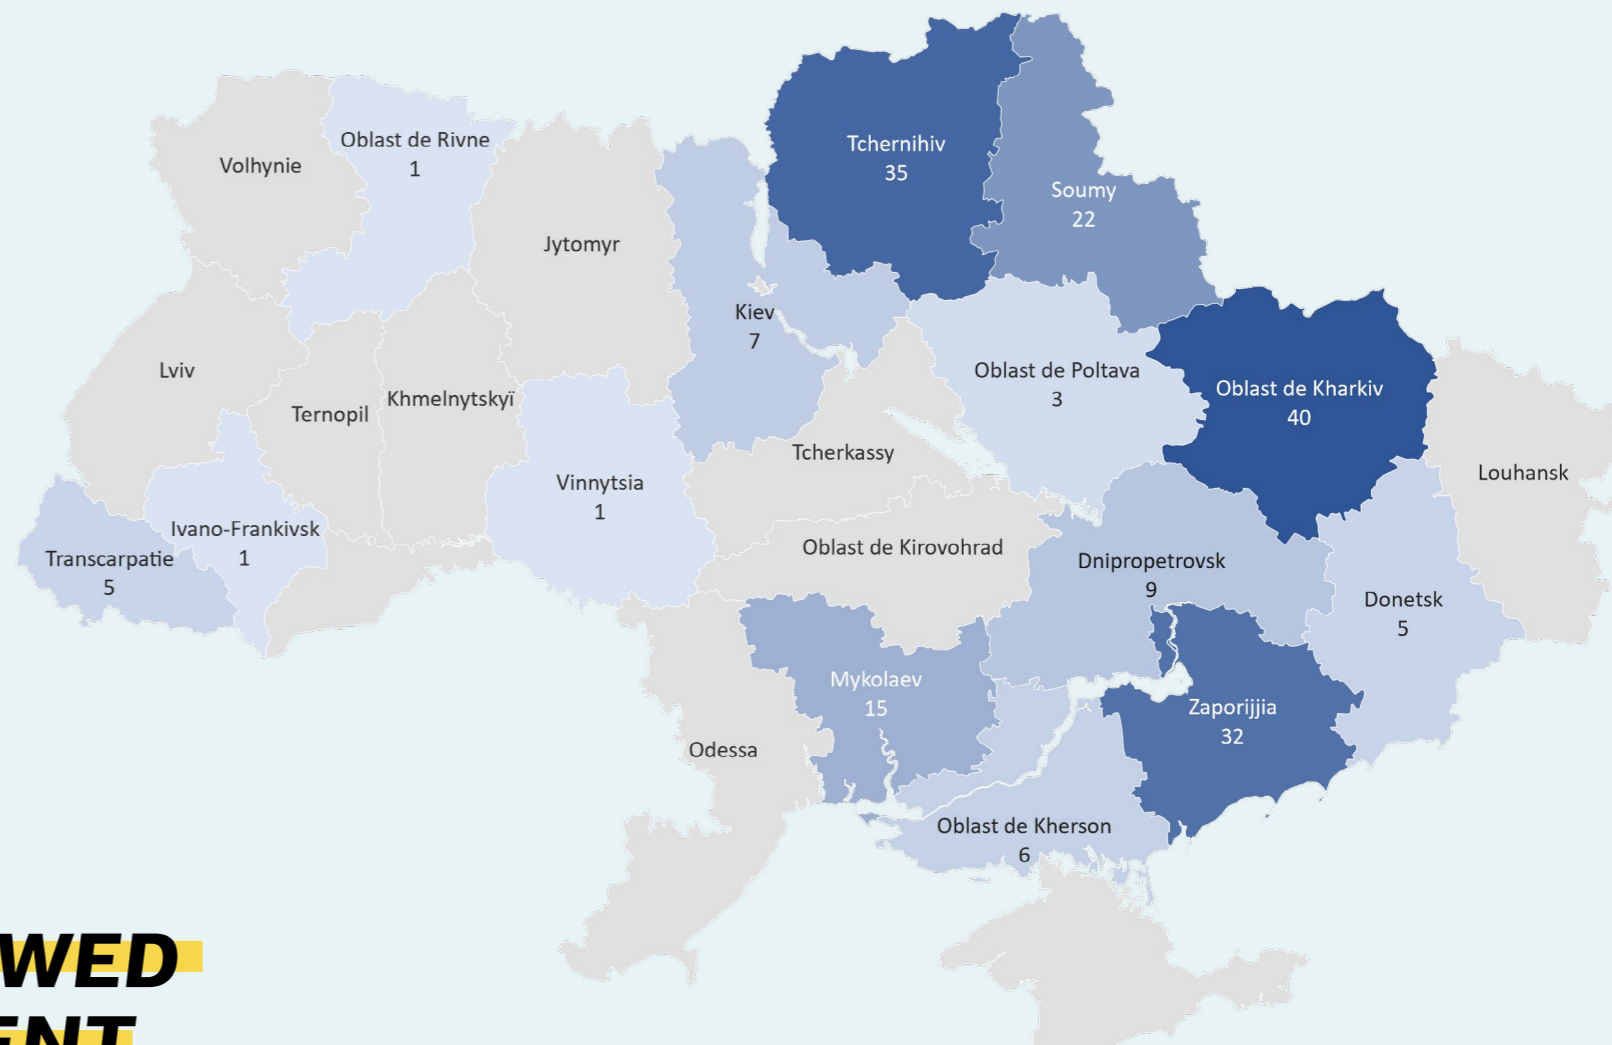 Tchernihiv
35
Oblast de Rivne
1
Volhynie
Soumy
22
Jytomyr
Kiev
7
Lviv
Oblast de Poltava
3
Oblast de Kharkiv
40
Khmelnytskyï
Ternopil
Tcherkassy
Louhansk
Vinnytsia
1
Ivano-Frankivsk
1
Transcarpatie
5
Oblast de Kirovohrad
Dnipropetrovsk
9
Donetsk
5
Mykolaev
15
Zaporijjia
32
Odessa
Oblast de Kherson
6
WED
ENT